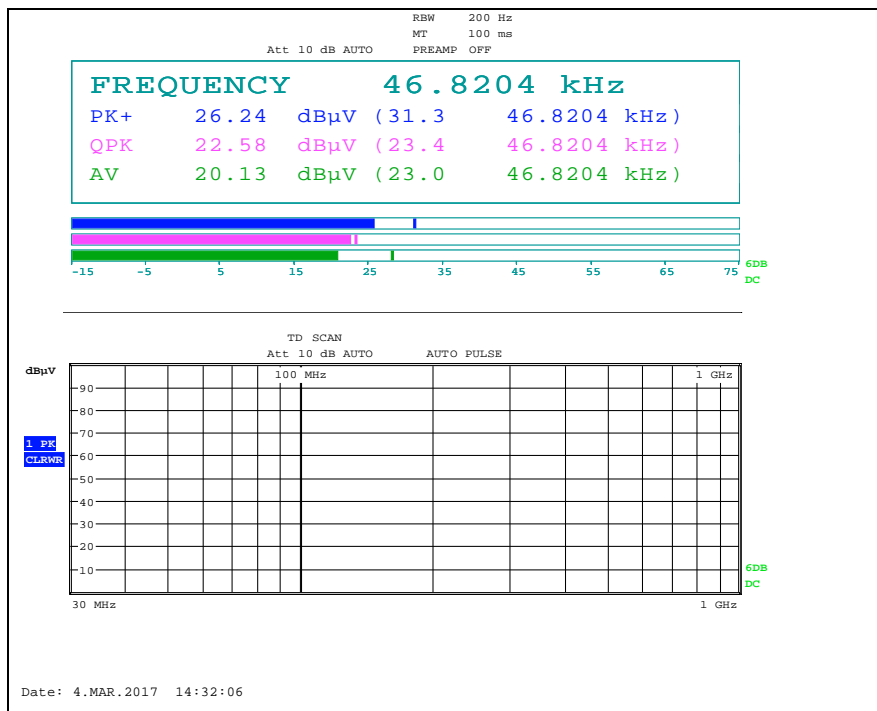 RBW 200 Hz
MT 100 ms
Att 10 dB AUTO PREAMP OFF
FREQUENCY 46.8204 kHz
PK+ 26.24 dBµV (31.3 46.8204 kHz)
QPK 22.58 dBµV (23.4 46.8204 kHz)
AV 20.13 dBµV (23.0 46.8204 kHz)
-15 -5 5 15 25 35 45 55 65 75
6DB
DC
TD SCAN
Att 10 dB AUTO AUTO PULSE
dBµV
100 MHz 1 GHz
90
80
70
1 PK
CLRWR
60
50
40
30
20
10
6DB
DC
30 MHz 1 GHz
Date: 4.MAR.2017 14:32:06